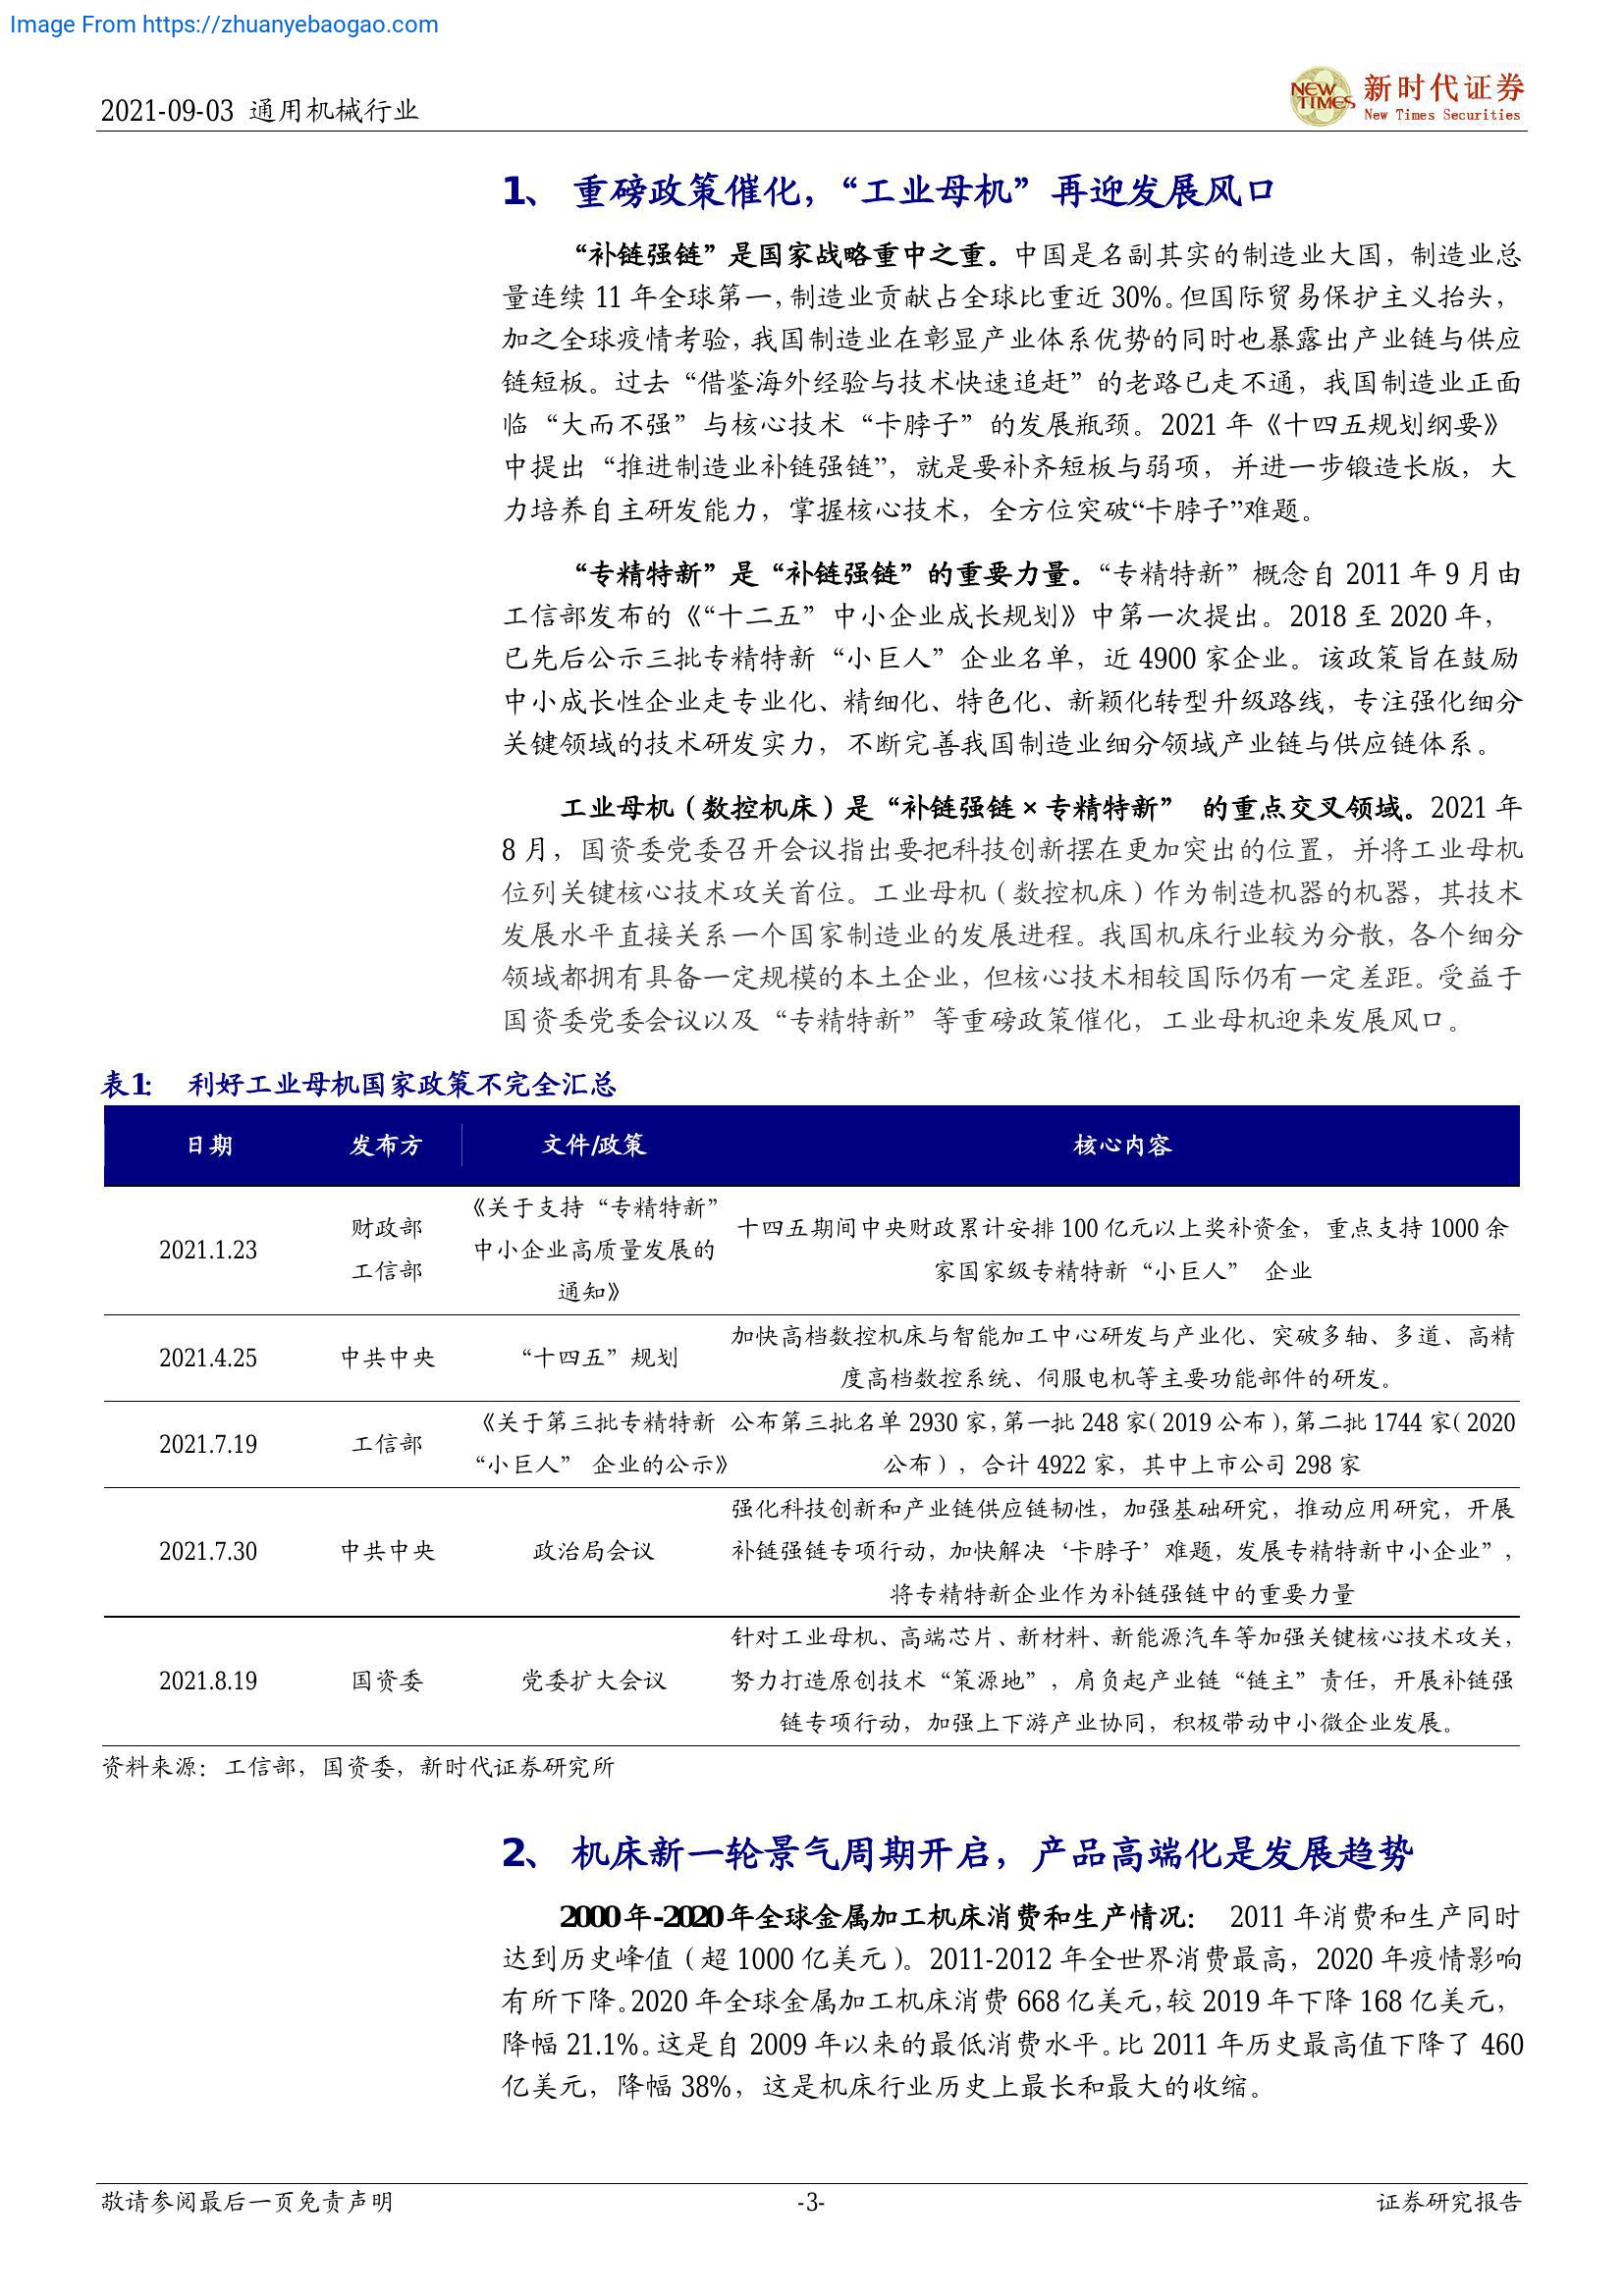 Image From https://zhuanyebaogao.com
2021-09-03 通用机械行业
NEW TIMES
新时代证券
New Times Securities
1、 重磅政策催化，“工业母机”再迎发展风口
“补链强链”是国家战略重中之重。中国是名副其实的制造业大国，制造业总
量连续 11 年全球第一，制造业贡献占全球比重近 30%。但国际贸易保护主义抬头，
加之全球疫情考验，我国制造业在彰显产业体系优势的同时也暴露出产业链与供应
链短板。过去“借鉴海外经验与技术快速追赶”的老路已走不通，我国制造业正面
临“大而不强”与核心技术“卡脖子”的发展瓶颈。2021 年《十四五规划纲要》
中提出“推进制造业补链强链”，就是要补齐短板与弱项，并进一步锻造长版，大
力培养自主研发能力，掌握核心技术，全方位突破“卡脖子”难题。
“专精特新”是“补链强链”的重要力量。“专精特新”概念自 2011 年 9 月由
工信部发布的《“十二五”中小企业成长规划》中第一次提出。2018 至 2020 年，
已先后公示三批专精特新“小巨人”企业名单，近 4900 家企业。该政策旨在鼓励
中小成长性企业走专业化、精细化、特色化、新颖化转型升级路线，专注强化细分
关键领域的技术研发实力，不断完善我国制造业细分领域产业链与供应链体系。
工业母机（数控机床）是“补链强链×专精特新” 的重点交叉领域。2021 年
8 月，国资委党委召开会议指出要把科技创新摆在更加突出的位置，并将工业母机
位列关键核心技术攻关首位。工业母机（数控机床）作为制造机器的机器，其技术
发展水平直接关系一个国家制造业的发展进程。我国机床行业较为分散，各个细分
领域都拥有具备一定规模的本土企业，但核心技术相较国际仍有一定差距。受益于
国资委党委会议以及“专精特新”等重磅政策催化，工业母机迎来发展风口。
表1： 利好工业母机国家政策不完全汇总
日期 发布方 文件/政策 核心内容
2021.1.23
财政部
工信部
《关于支持“专精特新”
中小企业高质量发展的
通知》
十四五期间中央财政累计安排 100 亿元以上奖补资金，重点支持 1000 余
家国家级专精特新“小巨人” 企业
2021.4.25
中共中央
“十四五”规划
加快高档数控机床与智能加工中心研发与产业化、突破多轴、多道、高精
度高档数控系统、伺服电机等主要功能部件的研发。
2021.7.19
工信部
《关于第三批专精特新
“小巨人” 企业的公示》
公布第三批名单 2930 家，第一批 248 家（2019 公布），第二批 1744 家（2020
公布），合计 4922 家，其中上市公司 298 家
2021.7.30
中共中央
政治局会议
强化科技创新和产业链供应链韧性，加强基础研究，推动应用研究，开展
补链强链专项行动，加快解决‘卡脖子’难题，发展专精特新中小企业”，
将专精特新企业作为补链强链中的重要力量
2021.8.19
国资委
党委扩大会议
针对工业母机、高端芯片、新材料、新能源汽车等加强关键核心技术攻关，
努力打造原创技术“策源地”，肩负起产业链“链主”责任，开展补链强
链专项行动，加强上下游产业协同，积极带动中小微企业发展。
资料来源：工信部，国资委，新时代证券研究所
2、 机床新一轮景气周期开启，产品高端化是发展趋势
2000年-2020年全球金属加工机床消费和生产情况： 2011 年消费和生产同时
达到历史峰值（超 1000 亿美元）。2011-2012 年全世界消费最高，2020 年疫情影响
有所下降。2020 年全球金属加工机床消费 668 亿美元，较 2019 年下降 168 亿美元，
降幅 21.1%。这是自 2009 年以来的最低消费水平。比 2011 年历史最高值下降了 460
亿美元，降幅 38%，这是机床行业历史上最长和最大的收缩。
敬请参阅最后一页免责声明
-3-
证券研究报告